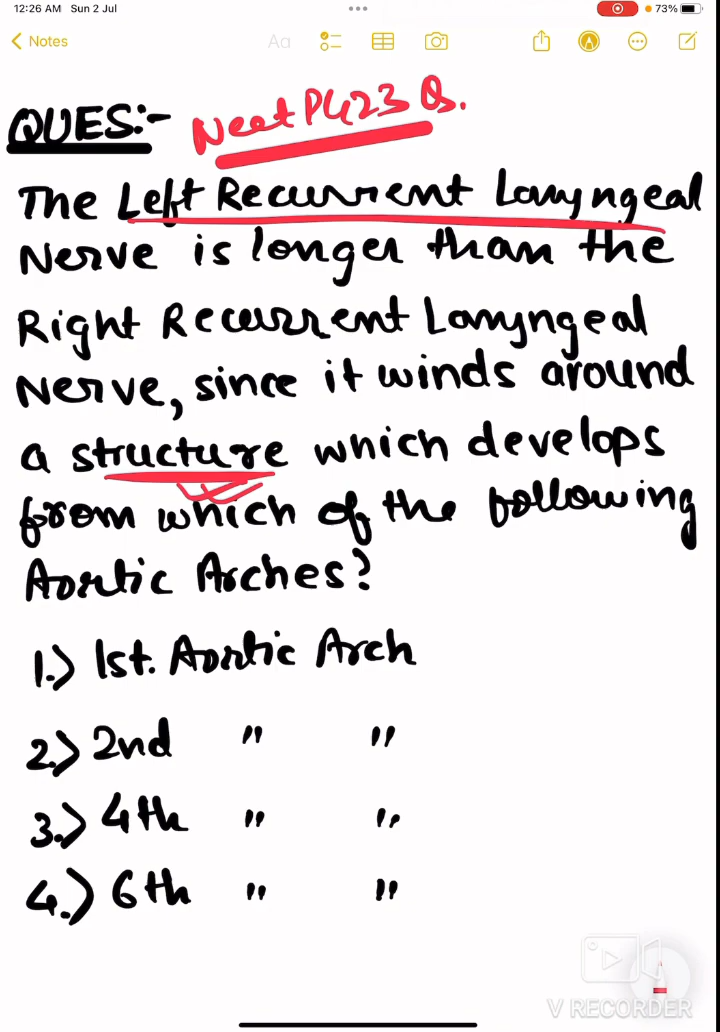 12:26 AM Sun 2 Jul
73%
Notes
Aa
QUES:- Neet PG23 Q.
The Left Recurrent Laryngeal
Nerve is longer than the
Right Recurrent Laryngeal
Nerve, since it winds around
a structure which develops
from which of the following
Aortic Arches?
1.) 1st. Aortic Arch
2.) 2nd " "
3.) 4th " "
4.) 6th " "
V RECORDER